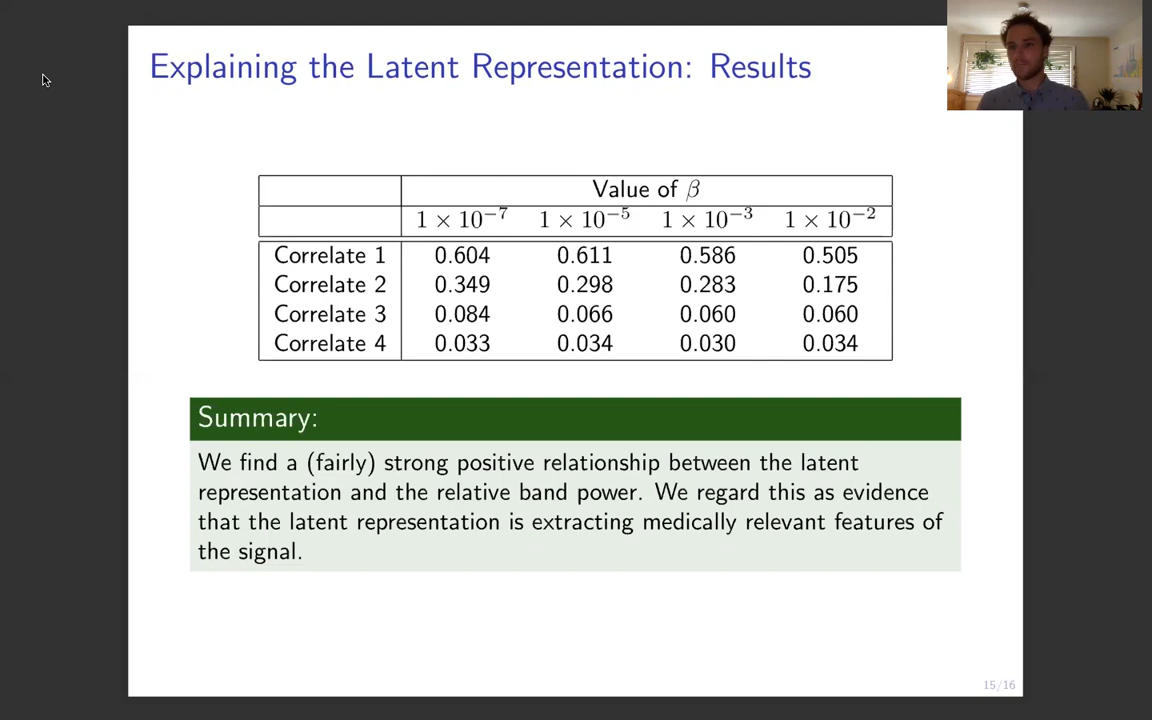 Explaining the Latent Representation: Results
Value of β
1 × 10⁻⁷ 1 × 10⁻⁵ 1 × 10⁻³ 1 × 10⁻²
Correlate 1 0.604 0.611 0.586 0.505
Correlate 2 0.349 0.298 0.283 0.175
Correlate 3 0.084 0.066 0.060 0.060
Correlate 4 0.033 0.034 0.030 0.034
Summary:
We find a (fairly) strong positive relationship between the latent
representation and the relative band power. We regard this as evidence
that the latent representation is extracting medically relevant features of
the signal.
15/16